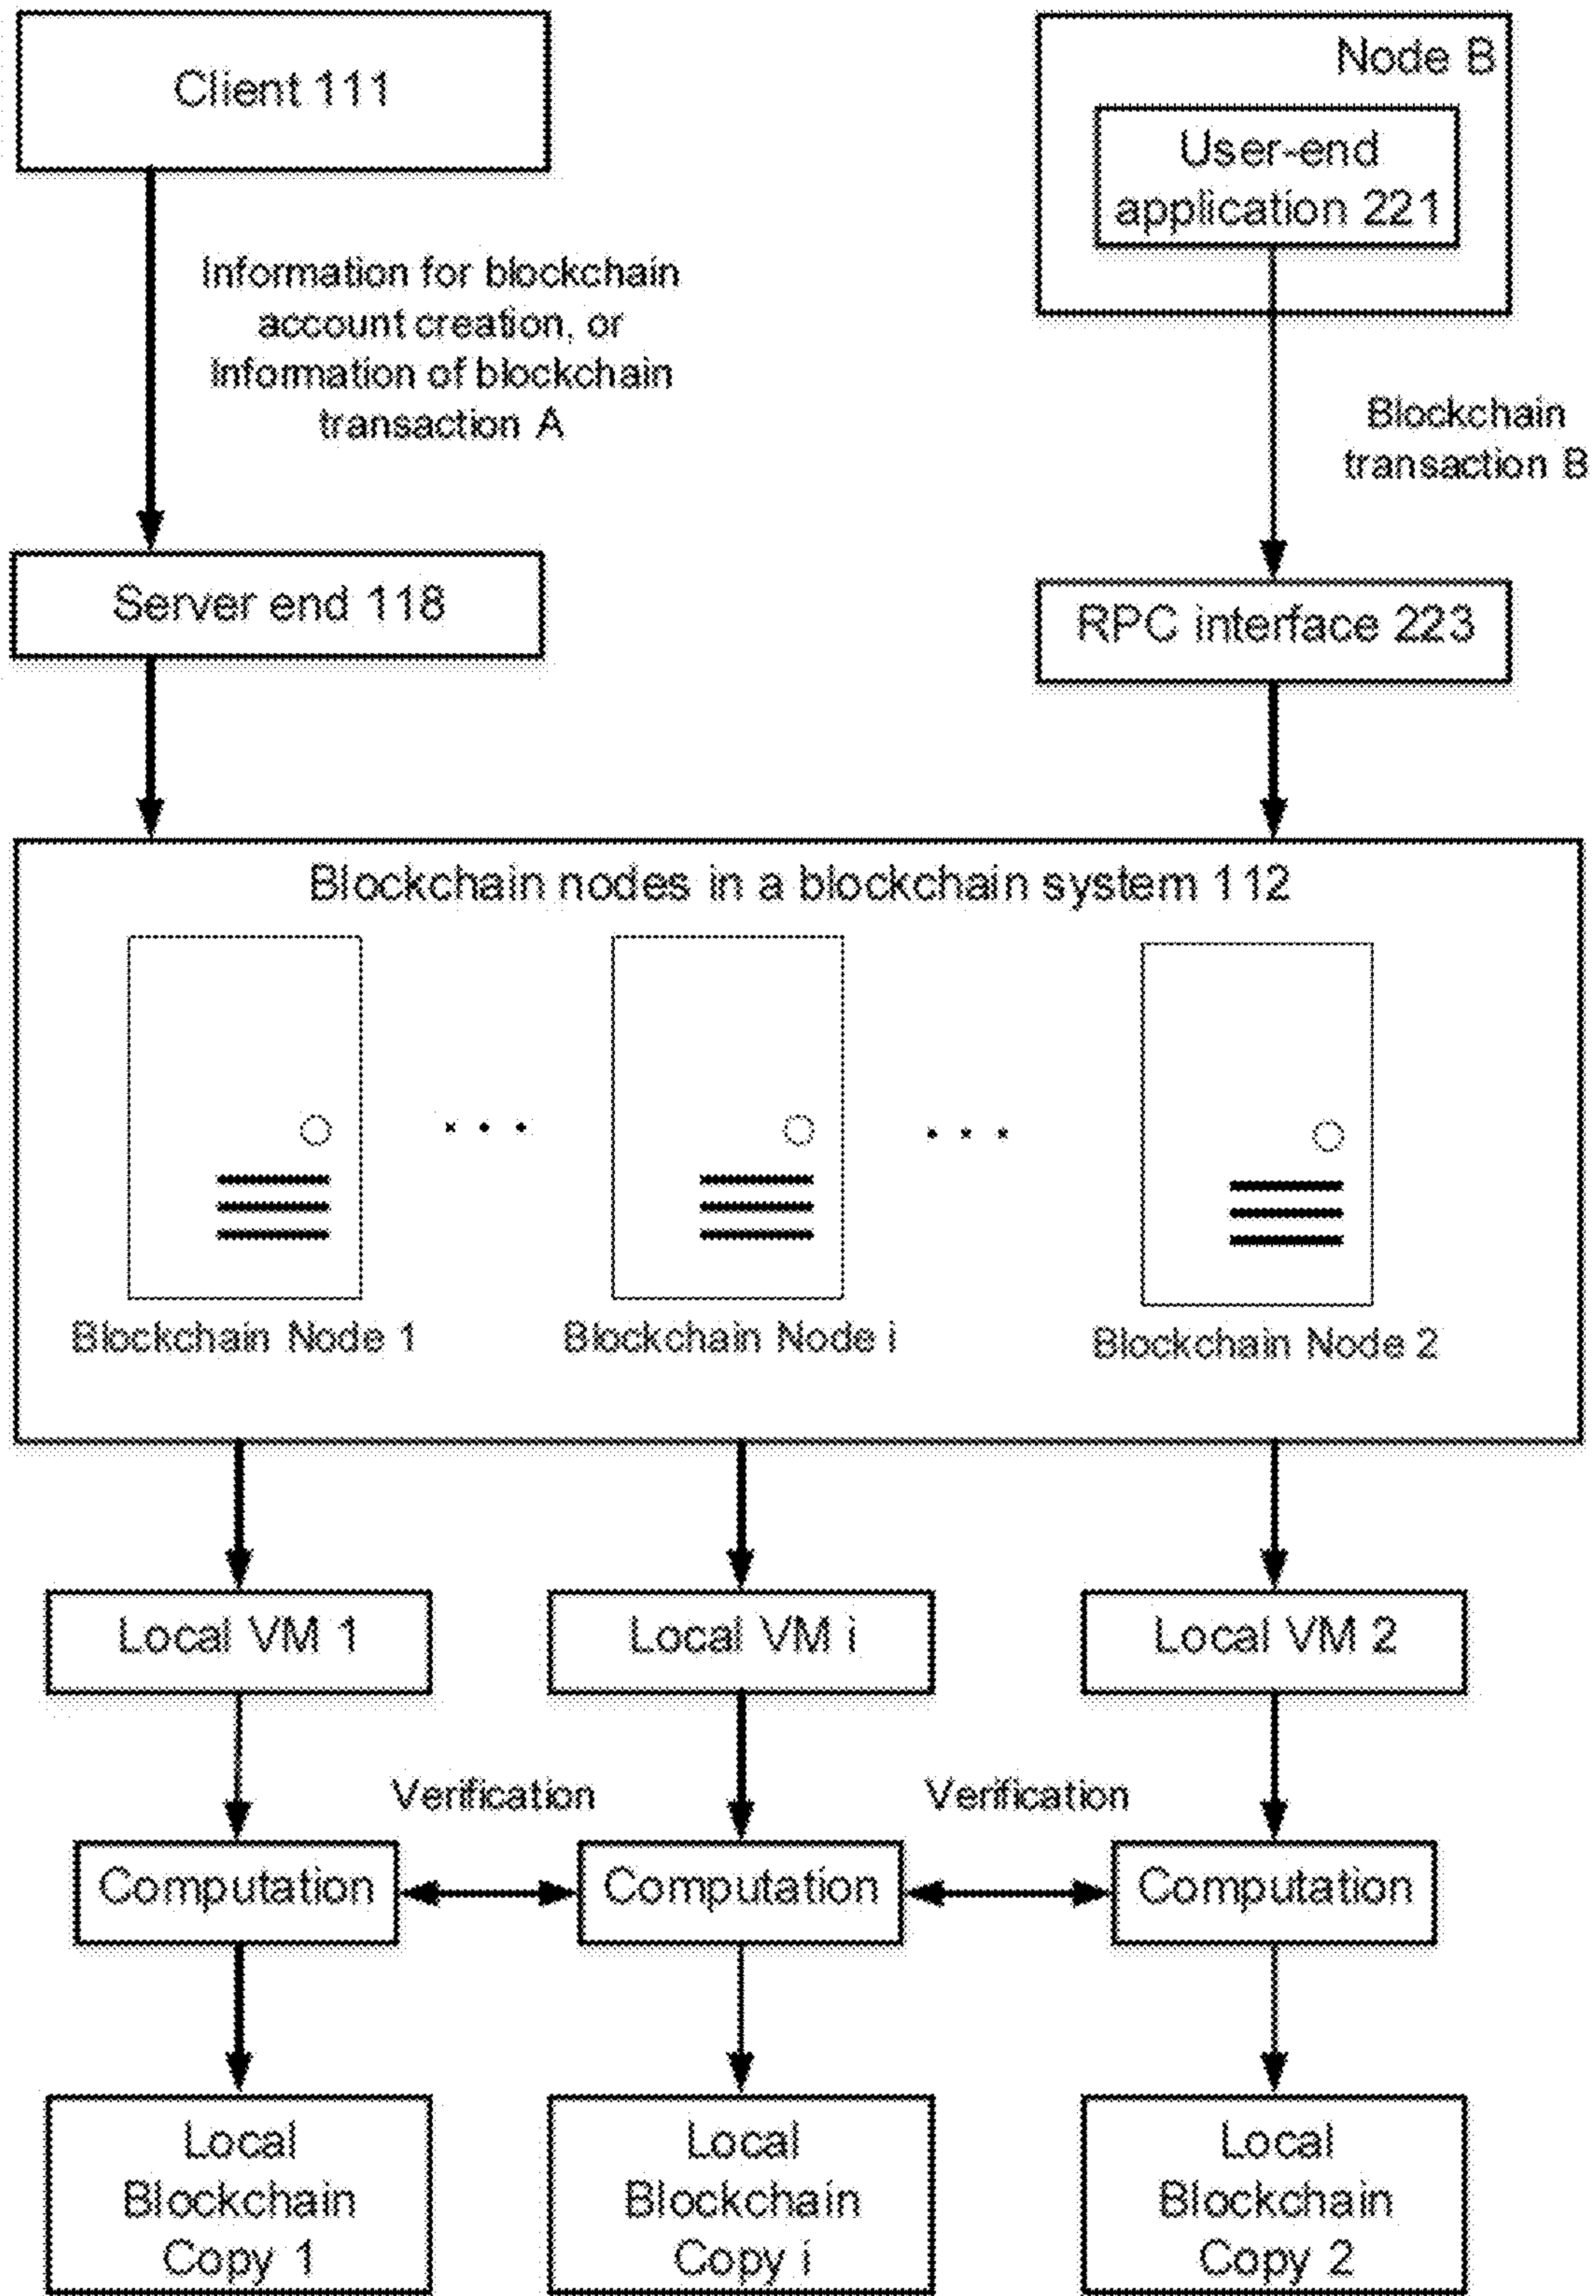 Client 111
Node B
User-end
application 221
Information for blockchain
account creation, or
Information of blockchain
transaction A
Blockchain
transaction B
Server end 118
RPC interface 223
Blockchain nodes in a blockchain system 112
Blockchain Node 1
Blockchain Node i
Blockchain Node 2
Local VM 1
Local VM i
Local VM 2
Verification
Verification
Computation
Computation
Computation
Local
Blockchain
Copy 1
Local
Blockchain
Copy i
Local
Blockchain
Copy 2